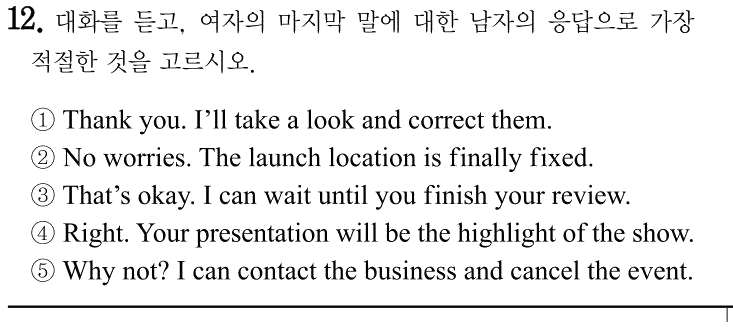 12. 대화를 듣고, 여자의 마지막 말에 대한 남자의 응답으로 가장
적절한 것을 고르시오.
① Thank you. I’ll take a look and correct them.
② No worries. The launch location is finally fixed.
③ That’s okay. I can wait until you finish your review.
④ Right. Your presentation will be the highlight of the show.
⑤ Why not? I can contact the business and cancel the event.